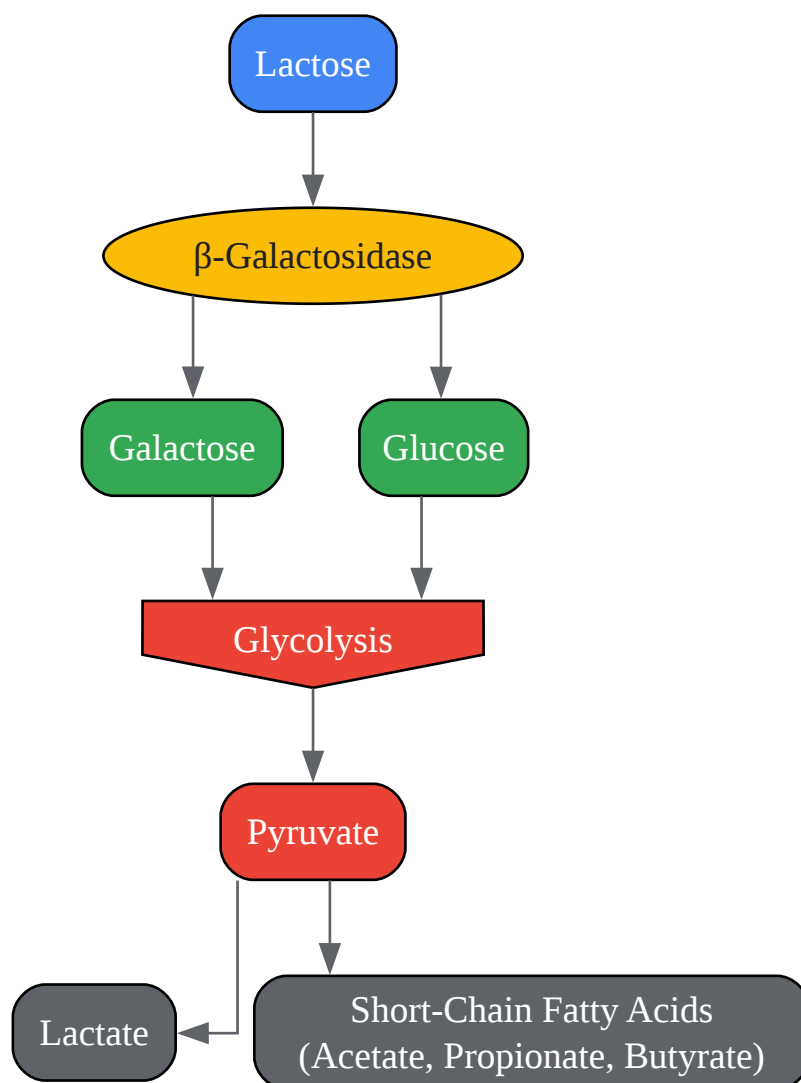 Lactose
β-Galactosidase
Galactose
Glucose
Glycolysis
Pyruvate
Lactate
Short-Chain Fatty Acids
(Acetate, Propionate, Butyrate)